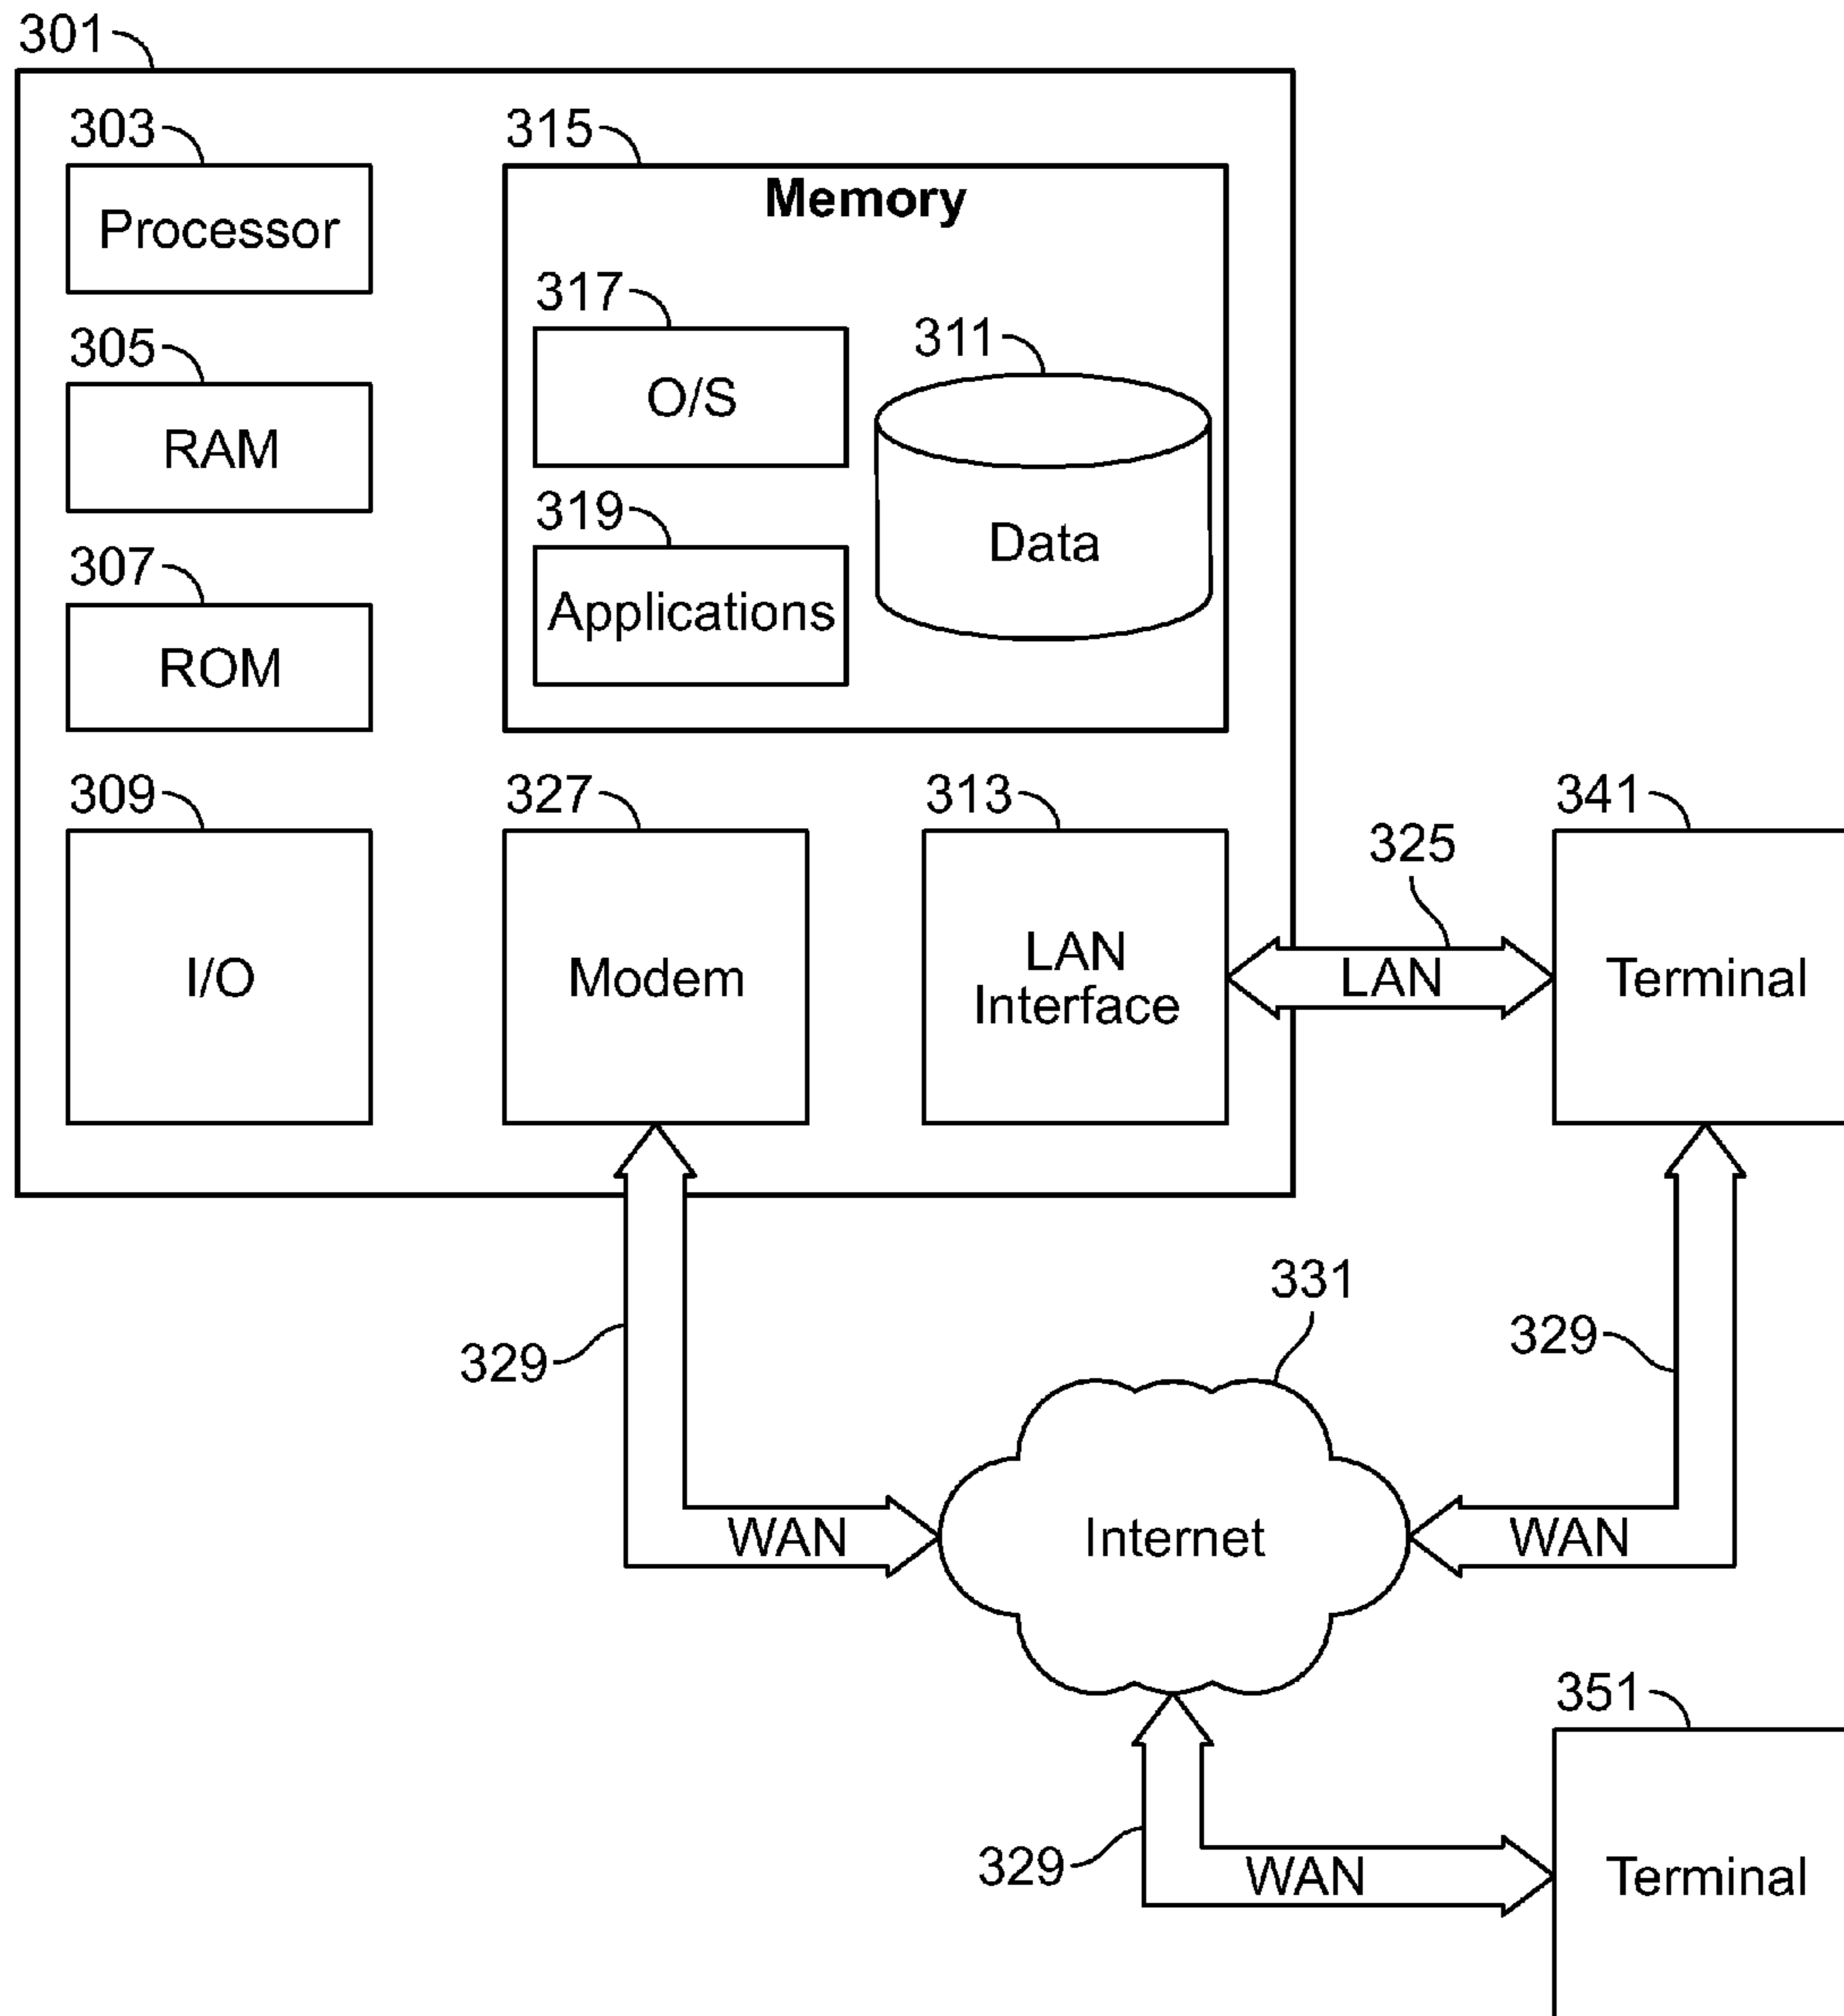 301
303
Processor
305
RAM
307
ROM
309
I/O
315
Memory
317
O/S
311
Data
319
Applications
327
Modem
313
LAN
Interface
325
LAN
341
Terminal
329
WAN
331
Internet
329
WAN
329
WAN
351
Terminal